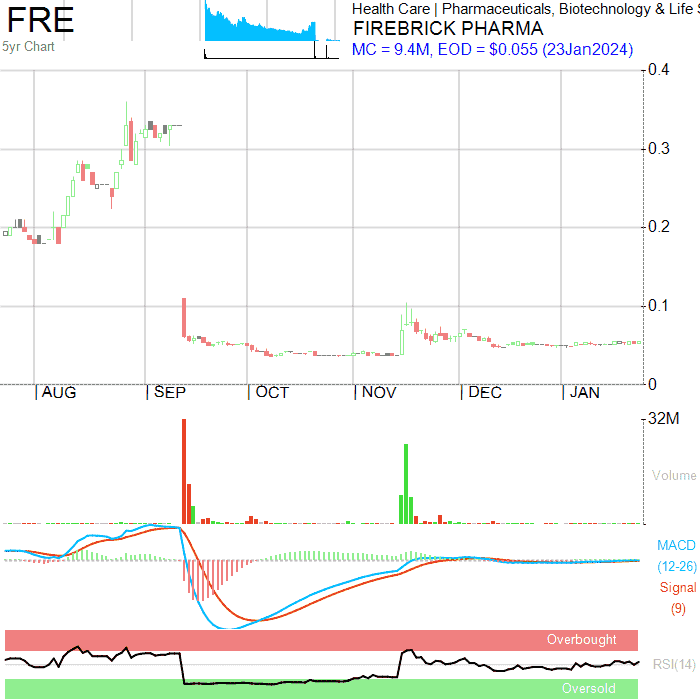 FRE
5yr Chart
Health Care | Pharmaceuticals, Biotechnology & Life S
FIREBRICK PHARMA
MC = 9.4M, EOD = $0.055 (23Jan2024)
0.4
0.3
0.2
0.1
0
AUG
SEP
OCT
NOV
DEC
JAN
32M
Volume
MACD
(12-26)
Signal
(9)
Overbought
RSI(14)
Oversold